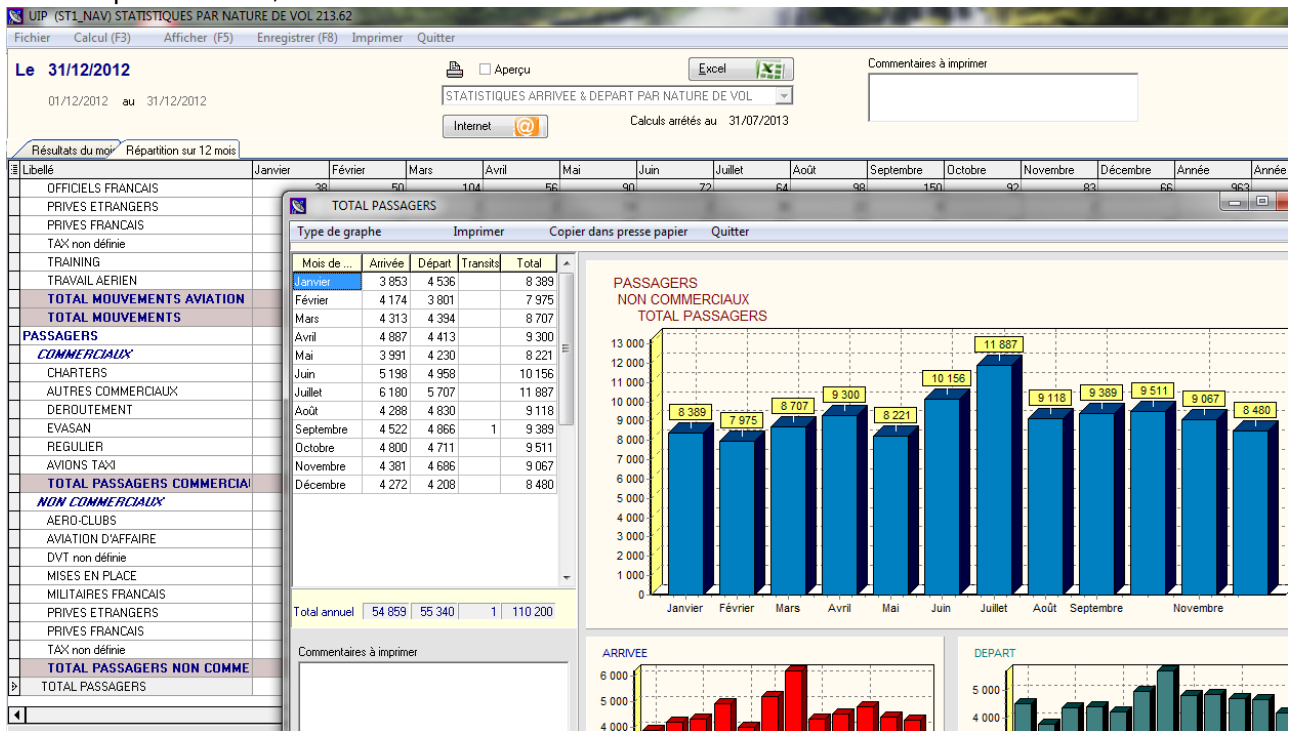 UIP (ST1_NAV) STATISTIQUES PAR NATURE DE VOL 213.62
Fichier Calcul (F3) Afficher (F5) Enregistrer (F8) Imprimer Quitter
Le 31/12/2012
Aperçu
Excel
Commentaires à imprimer
01/12/2012 au 31/12/2012
STATISTIQUES ARRIVEE & DEPART PAR NATURE DE VOL
Internet
Calculs arrétés au 31/07/2013
Résultats du moi Répartition sur 12 mois
Libellé Janvier Février Mars Avril Mai Juin Juillet Août Septembre Octobre Novembre Décembre Année Année
OFFICIELS FRANCAIS 38 50 104 56 90 72 64 98 150 92 83 66 963
PRIVES ETRANGERS
PRIVES FRANCAIS
TAX non définie
TRAINING
TRAVAIL AERIEN
TOTAL MOUVEMENTS AVIATION
TOTAL MOUVEMENTS
PASSAGERS
COMMERCIAUX
CHARTERS
AUTRES COMMERCIAUX
DEROUTEMENT
EVASAN
REGULIER
AVIONS TAXI
TOTAL PASSAGERS COMMERCIA
NON COMMERCIAUX
AERO-CLUBS
AVIATION D'AFFAIRE
DVT non définie
MISES EN PLACE
MILITAIRES FRANCAIS
PRIVES ETRANGERS
PRIVES FRANCAIS
TAX non définie
TOTAL PASSAGERS NON COMME
TOTAL PASSAGERS
TOTAL PASSAGERS
Type de graphe Imprimer Copier dans presse papier Quitter
Mois de ... Arrivée Départ Transits Total
Janvier 3 853 4 536 8 389
Février 4 174 3 801 7 975
Mars 4 313 4 394 8 707
Avril 4 887 4 413 9 300
Mai 3 991 4 230 8 221
Juin 5 198 4 958 10 156
Juillet 6 180 5 707 11 887
Août 4 288 4 830 9 118
Septembre 4 522 4 866 1 9 389
Octobre 4 800 4 711 9 511
Novembre 4 381 4 686 9 067
Décembre 4 272 4 208 8 480
Total annuel 54 859 55 340 1 110 200
Commentaires à imprimer
PASSAGERS
NON COMMERCIAUX
TOTAL PASSAGERS
13 000
12 000
11 000
10 000
9 000
8 000
7 000
6 000
5 000
4 000
3 000
2 000
1 000
0
8 389 7 975 8 707 9 300 8 221 10 156 11 887 9 118 9 389 9 511 9 067 8 480
Janvier Février Mars Avril Mai Juin Juillet Août Septembre Novembre
ARRIVEE
6 000
5 000
4 000
DEPART
5 000
4 000